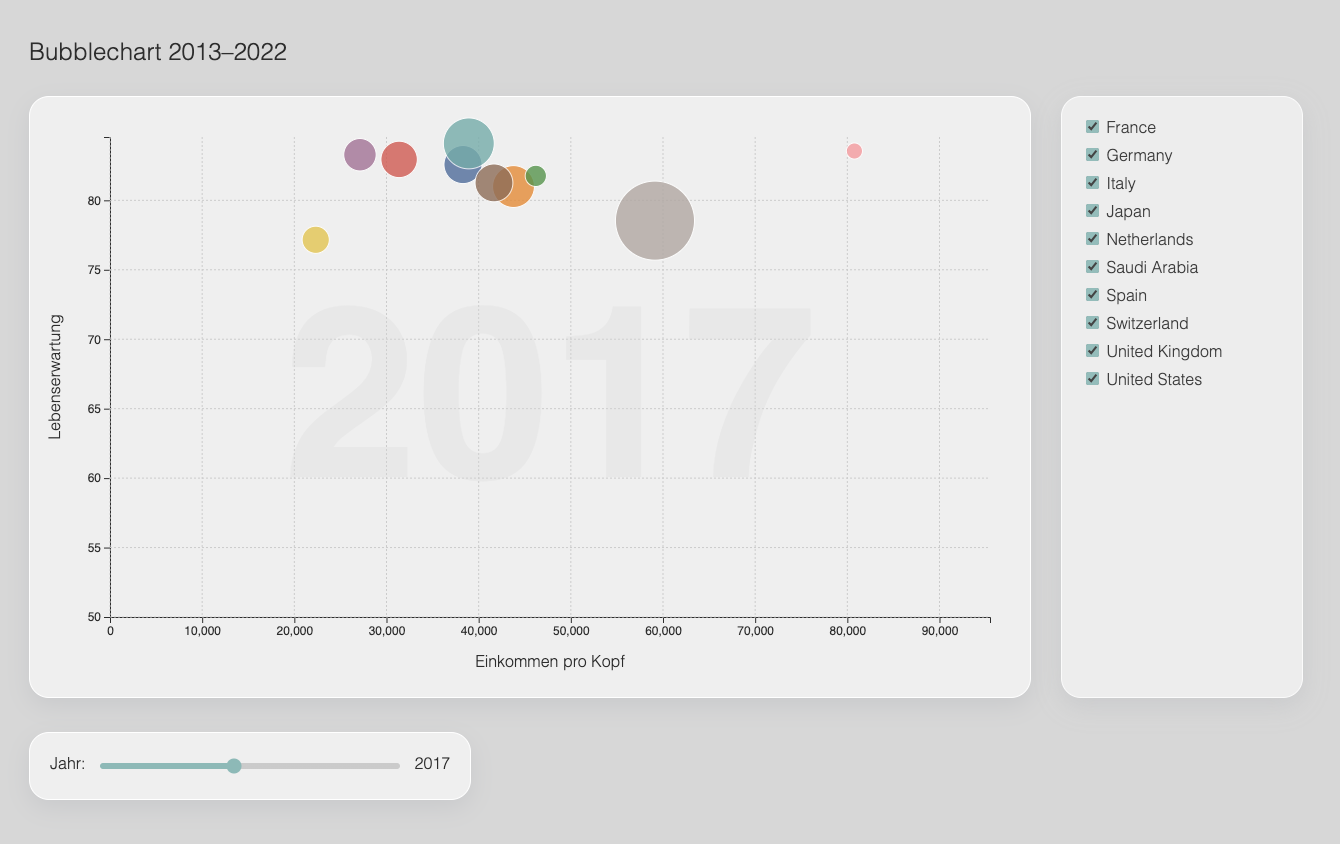 Bubblechart 2013–2022
80
75
70
65
60
55
50
Lebenserwartung
2017
0 10,000 20,000 30,000 40,000 50,000 60,000 70,000 80,000 90,000
Einkommen pro Kopf
France
Germany
Italy
Japan
Netherlands
Saudi Arabia
Spain
Switzerland
United Kingdom
United States
Jahr: 2017